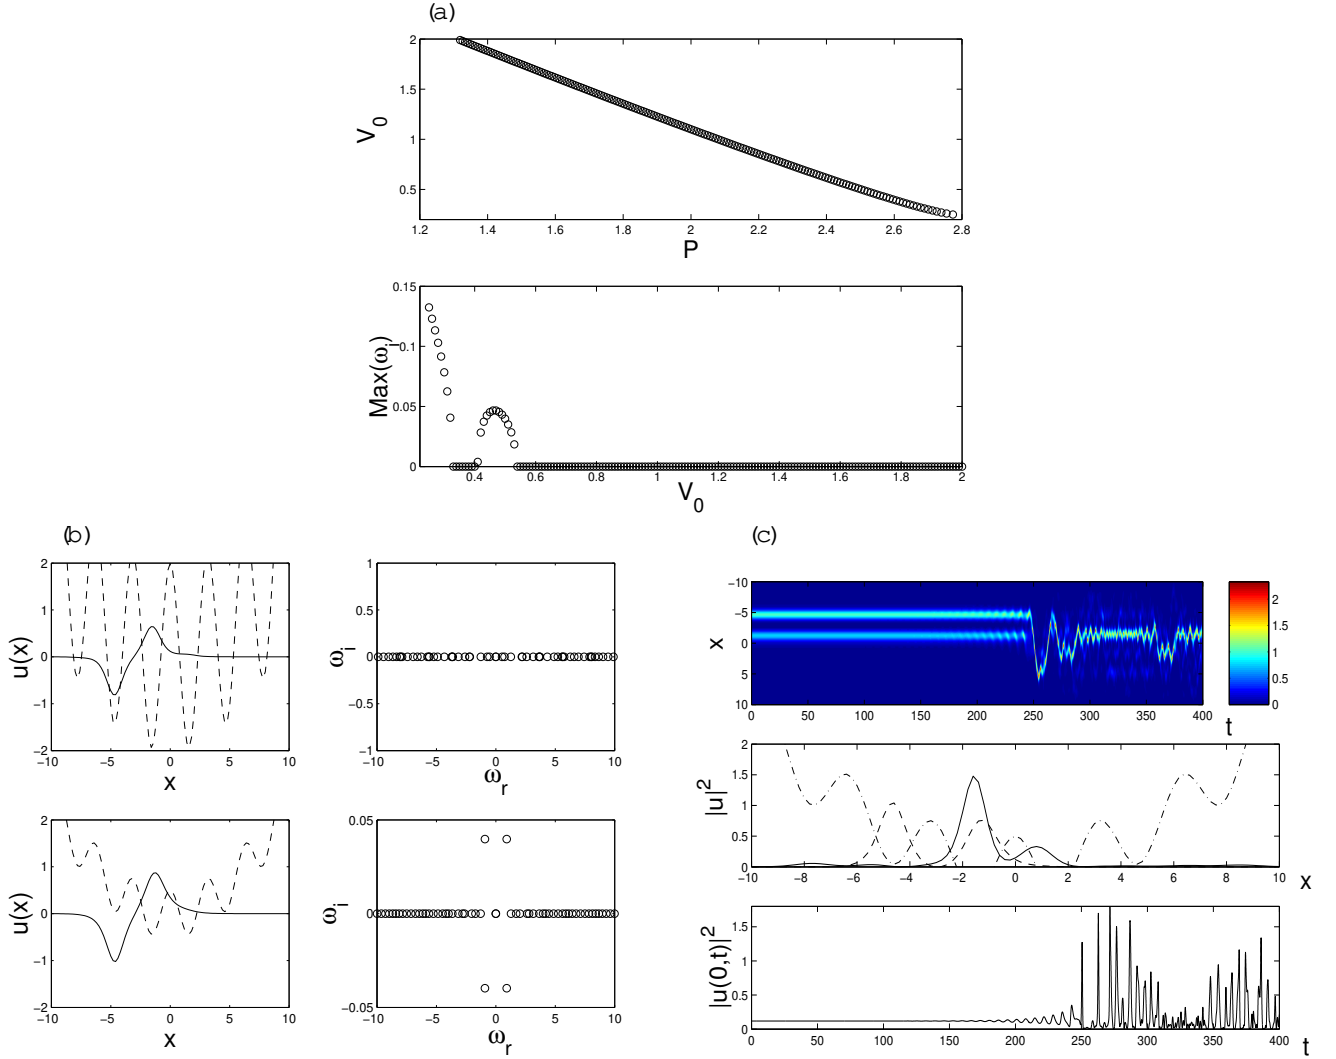 (a)
2
1.5
1
0.5
V0
1.2 1.4 1.6 1.8 2 2.2 2.4 2.6 2.8
P
0.15
0.1
0.05
0
Max(ωi)
0.4 0.6 0.8 1 1.2 1.4 1.6 1.8 2
V0
(b)
2
1
0
−1
−2
u(x)
−10 −5 0 5 10
x
1
0.5
0
−0.5
−1
ωi
−10 −5 0 5 10
ωr
2
1
0
−1
−2
u(x)
−10 −5 0 5 10
x
0.05
0
−0.05
ωi
−10 −5 0 5 10
ωr
(c)
−10
−5
0
5
10
x
0 50 100 150 200 250 300 350 400
t
2
1.5
1
0.5
0
2
1.5
1
0.5
0
|u|2
−10 −8 −6 −4 −2 0 2 4 6 8 10
x
1.5
1
0.5
0
|u(0,t)|2
0 50 100 150 200 250 300 350 400
t